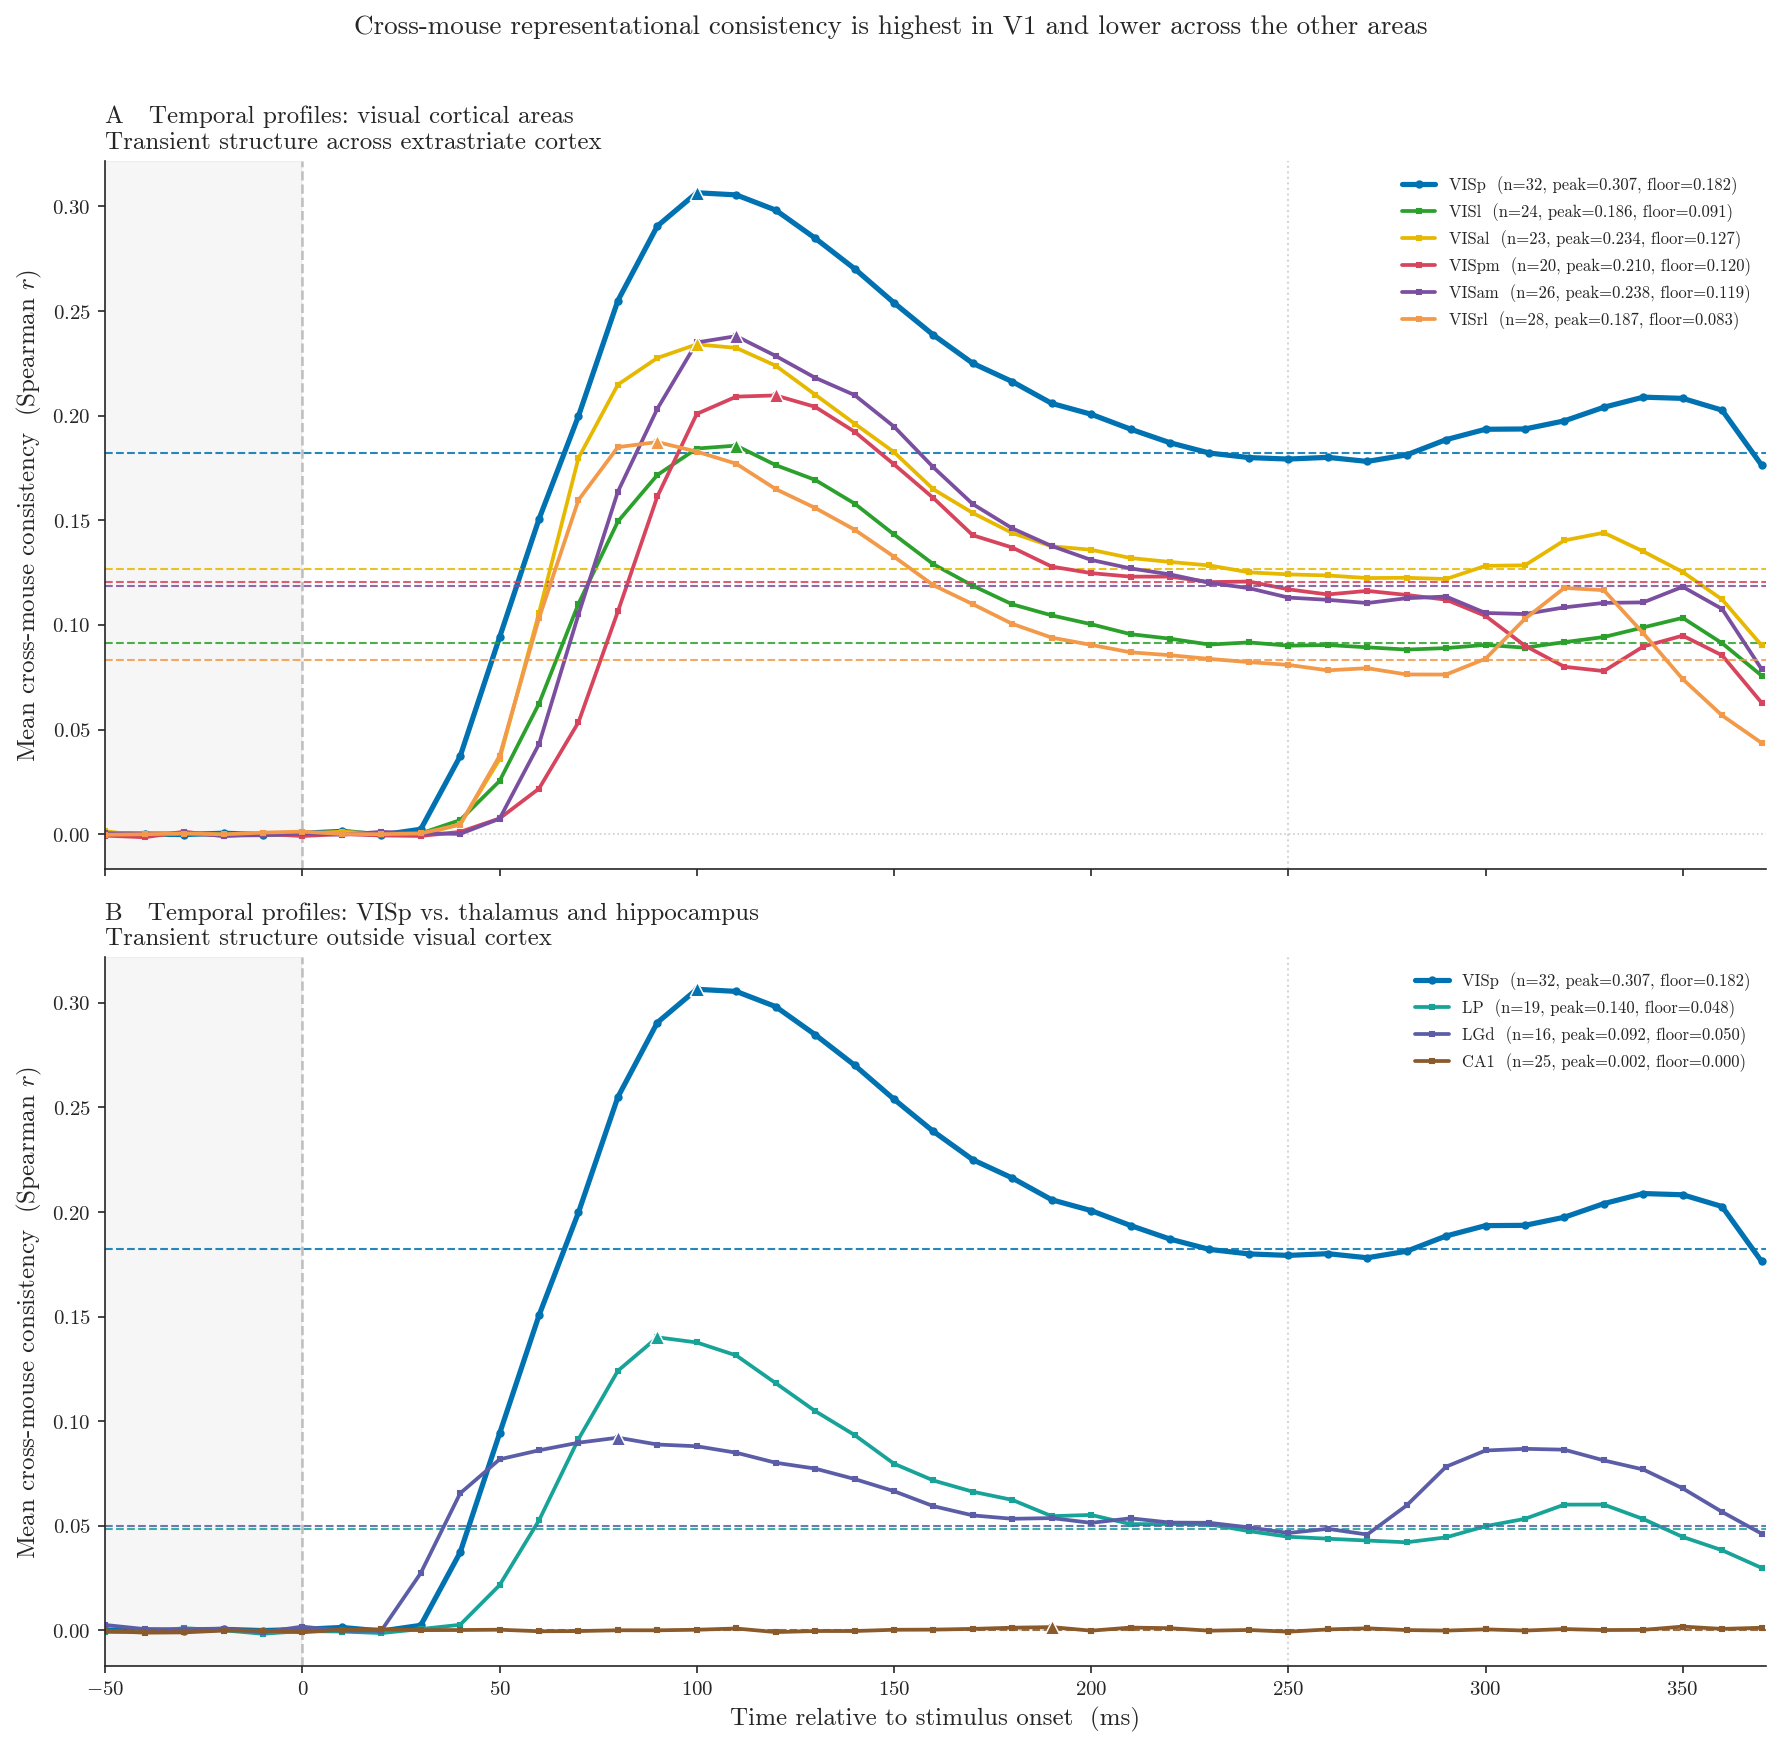 Cross-mouse representational consistency is highest in V1 and lower across the other areas
A Temporal profiles: visual cortical areas
Transient structure across extrastriate cortex
Mean cross-mouse consistency (Spearman r)
0.30
0.25
0.20
0.15
0.10
0.05
0.00
VISp (n=32, peak=0.307, floor=0.182)
VISl (n=24, peak=0.186, floor=0.091)
VISal (n=23, peak=0.234, floor=0.127)
VISpm (n=20, peak=0.210, floor=0.120)
VISam (n=26, peak=0.238, floor=0.119)
VISrl (n=28, peak=0.187, floor=0.083)
B Temporal profiles: VISp vs. thalamus and hippocampus
Transient structure outside visual cortex
Mean cross-mouse consistency (Spearman r)
0.30
0.25
0.20
0.15
0.10
0.05
0.00
VISp (n=32, peak=0.307, floor=0.182)
LP (n=19, peak=0.140, floor=0.048)
LGd (n=16, peak=0.092, floor=0.050)
CA1 (n=25, peak=0.002, floor=0.000)
−50 0 50 100 150 200 250 300 350
Time relative to stimulus onset (ms)